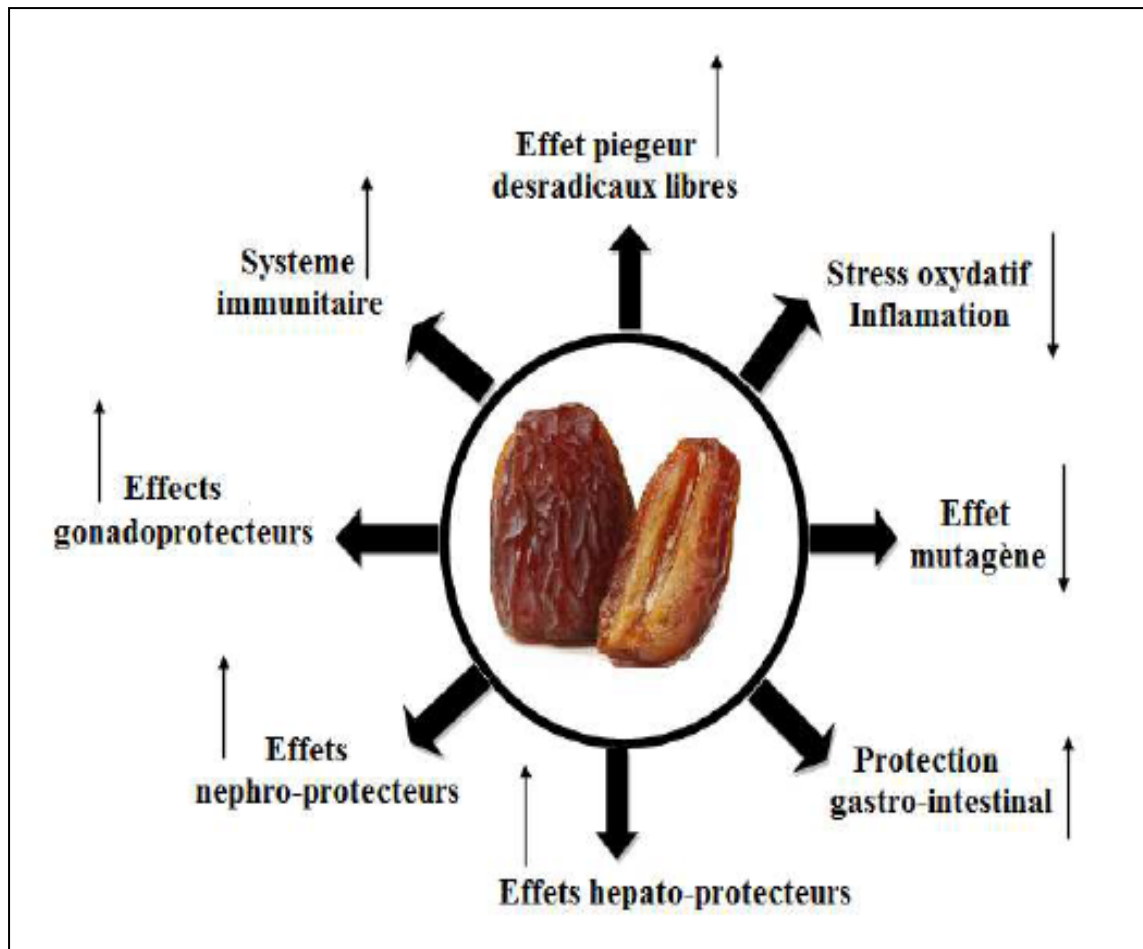 Effet piegeur
desradicaux libres
Systeme
immunitaire
Stress oxydatif
Inflamation
Effects
gonadoprotecteurs
Effet
mutagène
Effets
nephro-protecteurs
Protection
gastro-intestinal
Effets hepato-protecteurs